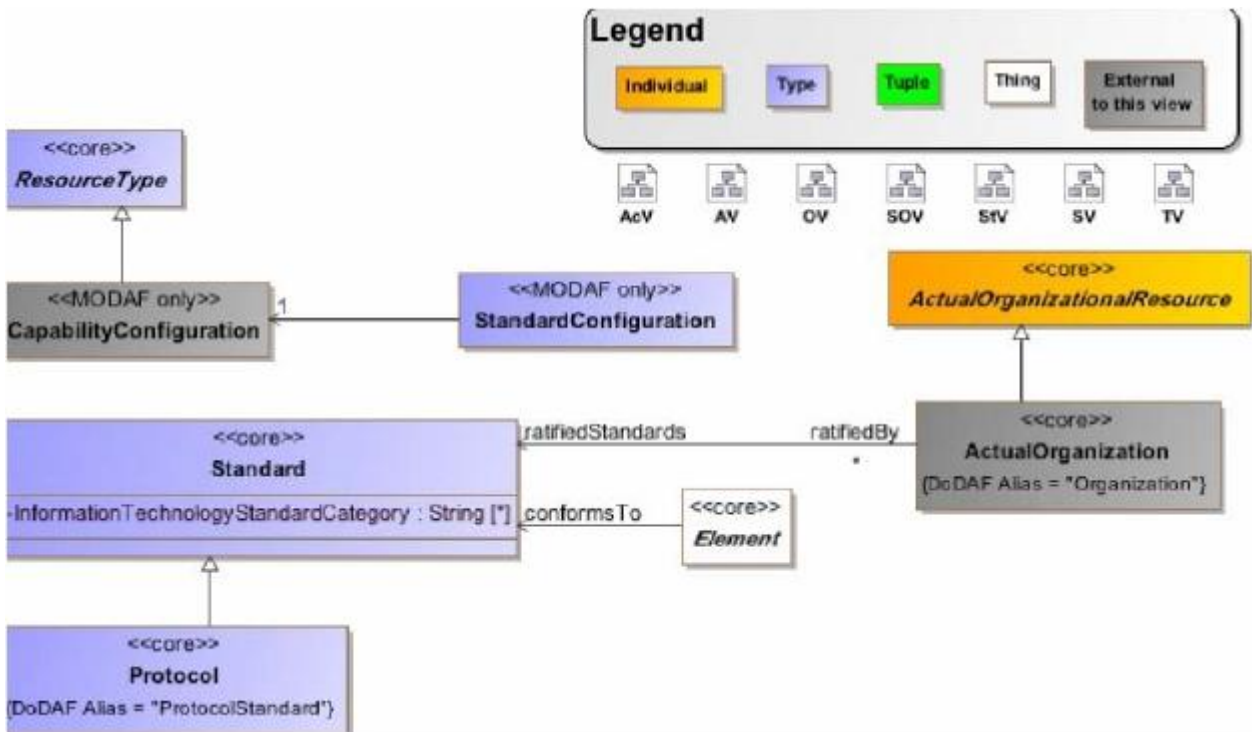 Legend
Individual
Type
Tuple
Thing
External
to this view
AcV
AV
OV
SOV
StV
SV
TV
<<core>>
ResourceType
<<MODAF only>>
CapabilityConfiguration
1
<<MODAF only>>
StandardConfiguration
<<core>>
ActualOrganizationalResource
<<core>>
Standard
-InformationTechnologyStandardCategory : String [*]
ratifiedStandards
ratifiedBy
*
<<core>>
ActualOrganization
{DoDAF Alias = "Organization"}
conformsTo
<<core>>
Element
<<core>>
Protocol
{DoDAF Alias = "ProtocolStandard"}